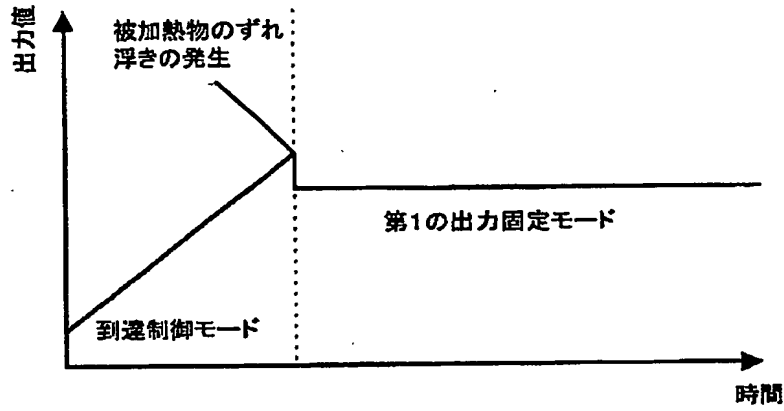 出力値
被加熱物のずれ
浮きの発生
第1の出力固定モード
到達制御モード
時間